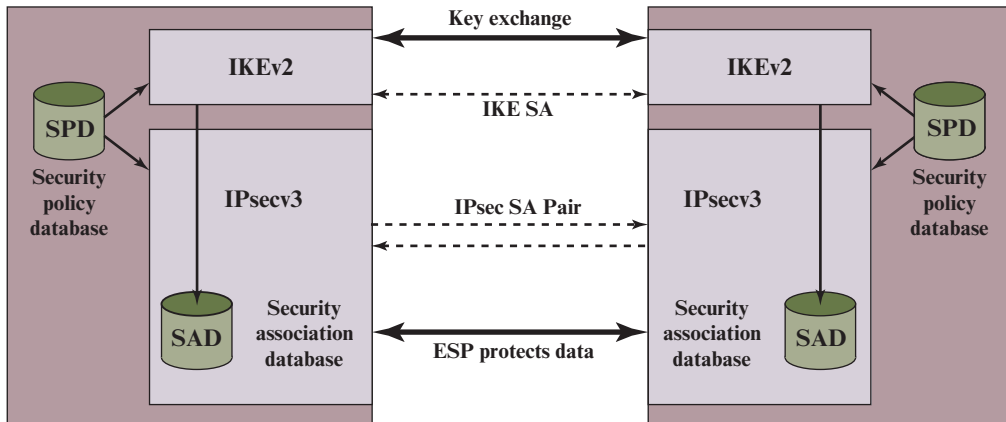 Key exchange
IKEv2
IKEv2
IKE SA
SPD
SPD
Security
policy
database
Security
policy
database
IPsecv3
IPsecv3
IPsec SA Pair
SAD
Security
association
database
ESP protects data
Security
association
database
SAD